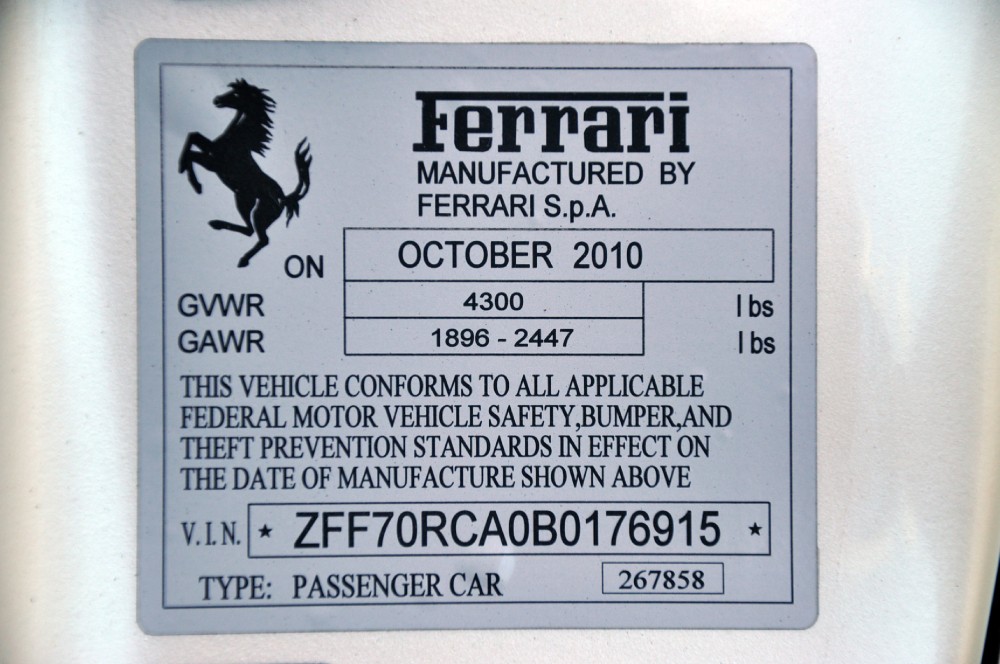 Ferrari
MANUFACTURED BY
FERRARI S.p.A.
ON OCTOBER 2010
GVWR 4300 lbs
GAWR 1896 - 2447 lbs
THIS VEHICLE CONFORMS TO ALL APPLICABLE
FEDERAL MOTOR VEHICLE SAFETY,BUMPER,AND
THEFT PREVENTION STANDARDS IN EFFECT ON
THE DATE OF MANUFACTURE SHOWN ABOVE
V.I.N. ★ ZFF70RCA0B0176915 ★
TYPE: PASSENGER CAR 267858